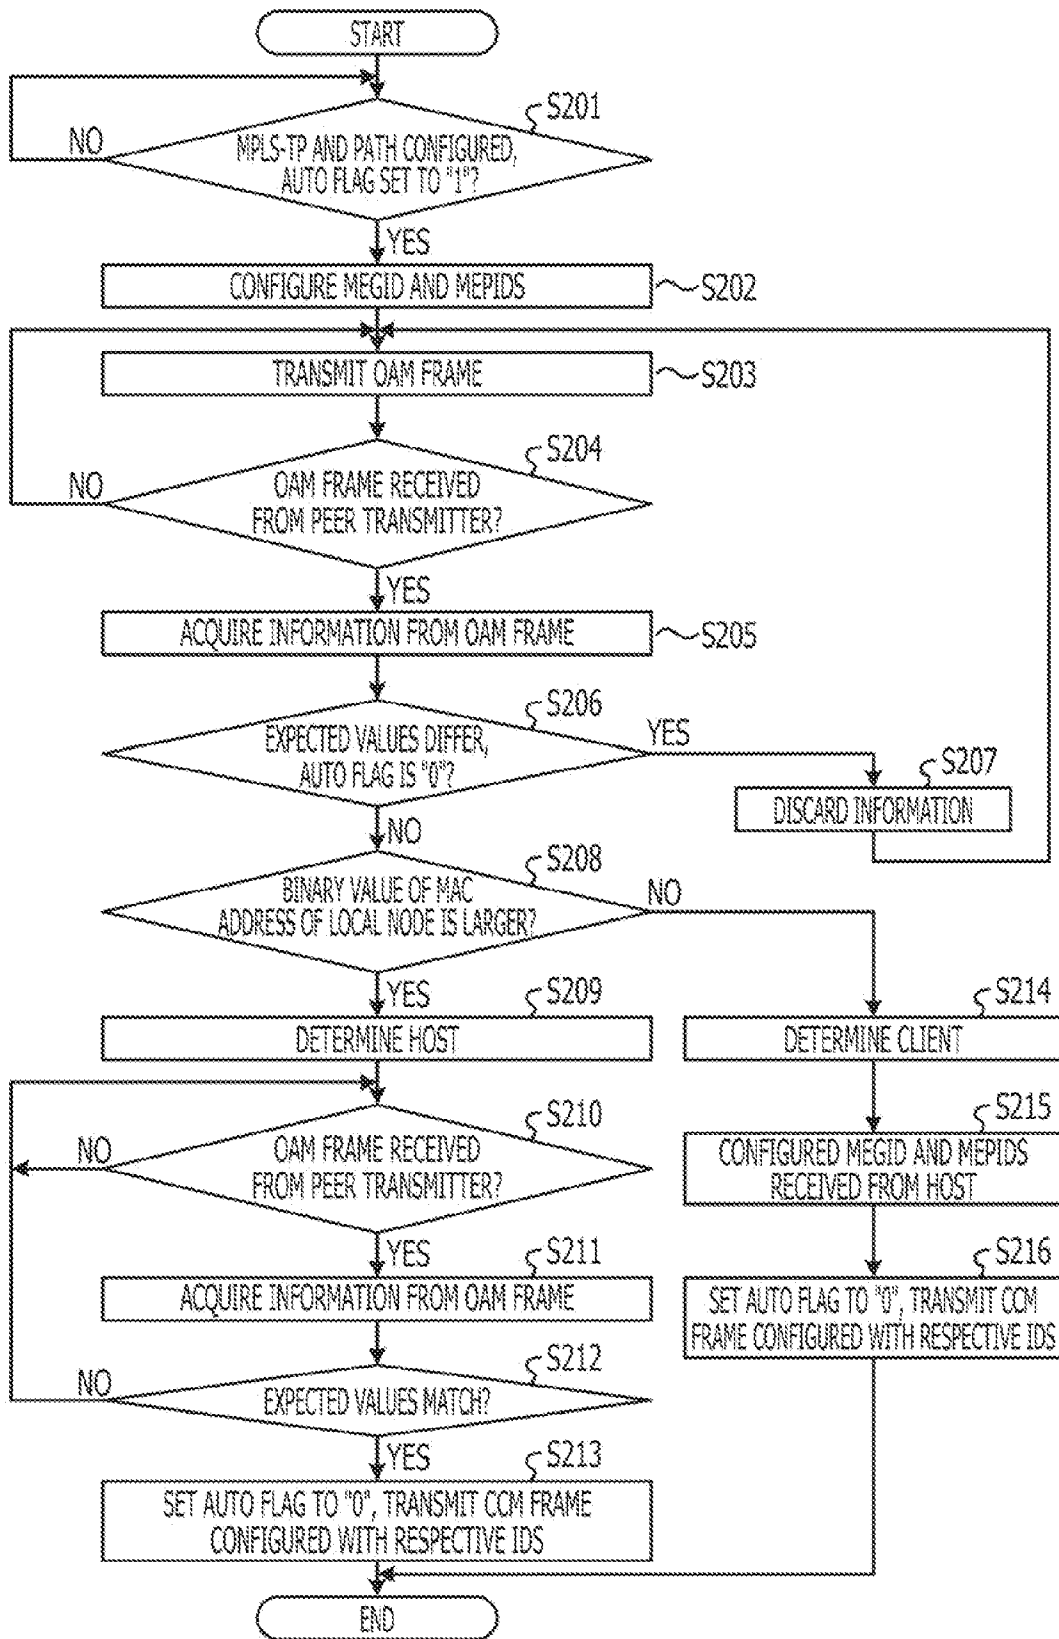 START
S201
NO
MPLS-TP AND PATH CONFIGURED,
AUTO FLAG SET TO "1"?
YES
CONFIGURE MEGID AND MEPIDS
S202
TRANSMIT OAM FRAME
S203
S204
NO
OAM FRAME RECEIVED
FROM PEER TRANSMITTER?
YES
ACQUIRE INFORMATION FROM OAM FRAME
S205
S206
EXPECTED VALUES DIFFER,
AUTO FLAG IS "0"?
YES
S207
DISCARD INFORMATION
NO
S208
BINARY VALUE OF MAC
ADDRESS OF LOCAL NODE IS LARGER?
NO
YES
S209
DETERMINE HOST
S214
DETERMINE CLIENT
S210
NO
OAM FRAME RECEIVED
FROM PEER TRANSMITTER?
S215
CONFIGURED MEGID AND MEPIDS
RECEIVED FROM HOST
YES
S211
ACQUIRE INFORMATION FROM OAM FRAME
S216
SET AUTO FLAG TO "0", TRANSMIT CCM
FRAME CONFIGURED WITH RESPECTIVE IDS
S212
NO
EXPECTED VALUES MATCH?
YES
S213
SET AUTO FLAG TO "0", TRANSMIT CCM FRAME
CONFIGURED WITH RESPECTIVE IDS
END